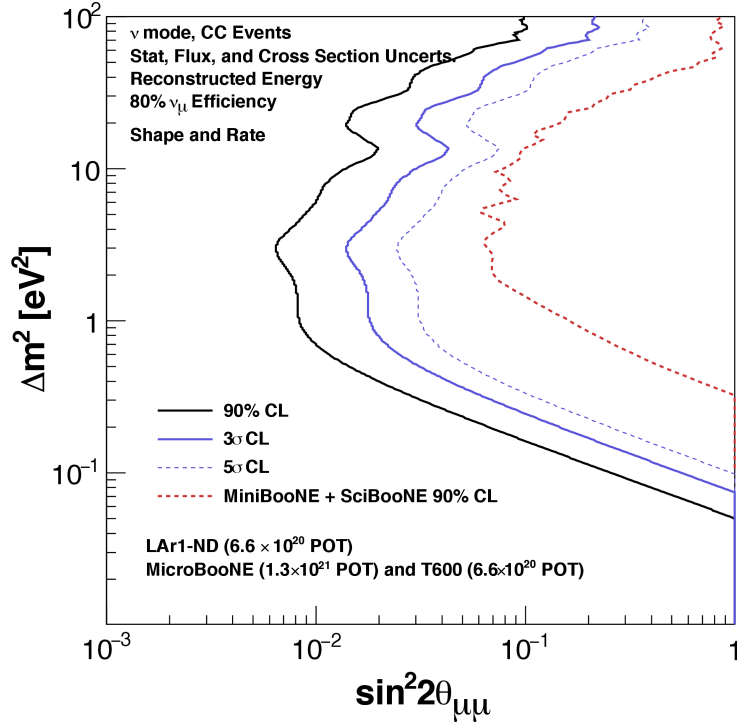 ν mode, CC Events
Stat, Flux, and Cross Section Uncerts.
Reconstructed Energy
80% νμ Efficiency
Shape and Rate
10²
10
1
10⁻¹
Δm² [eV²]
90% CL
3σ CL
5σ CL
MiniBooNE + SciBooNE 90% CL
LAr1-ND (6.6 × 10²⁰ POT)
MicroBooNE (1.3×10²¹ POT) and T600 (6.6×10²⁰ POT)
10⁻³ 10⁻² 10⁻¹ 1
sin²2θμμ